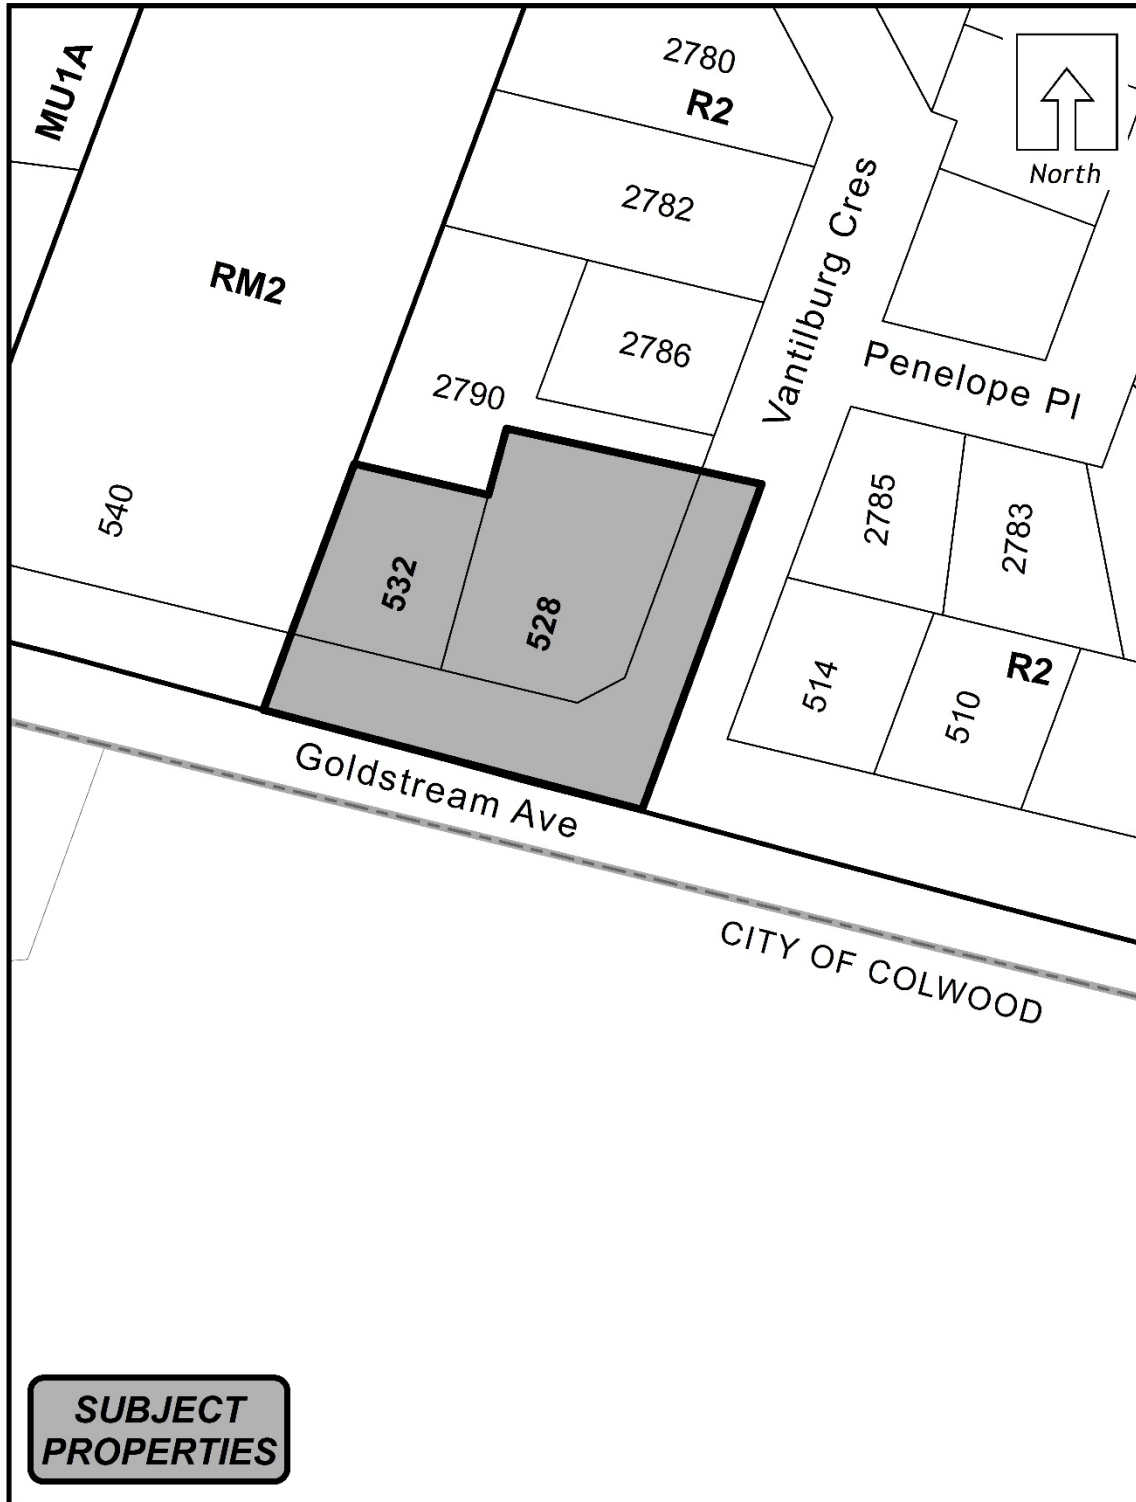 MU1A
2780
R2
North
2782
Vantilburg Cres
RM2
2786
Penelope Pl
2790
540
2785
2783
532
528
514
510
R2
Goldstream Ave
CITY OF COLWOOD
SUBJECT
PROPERTIES